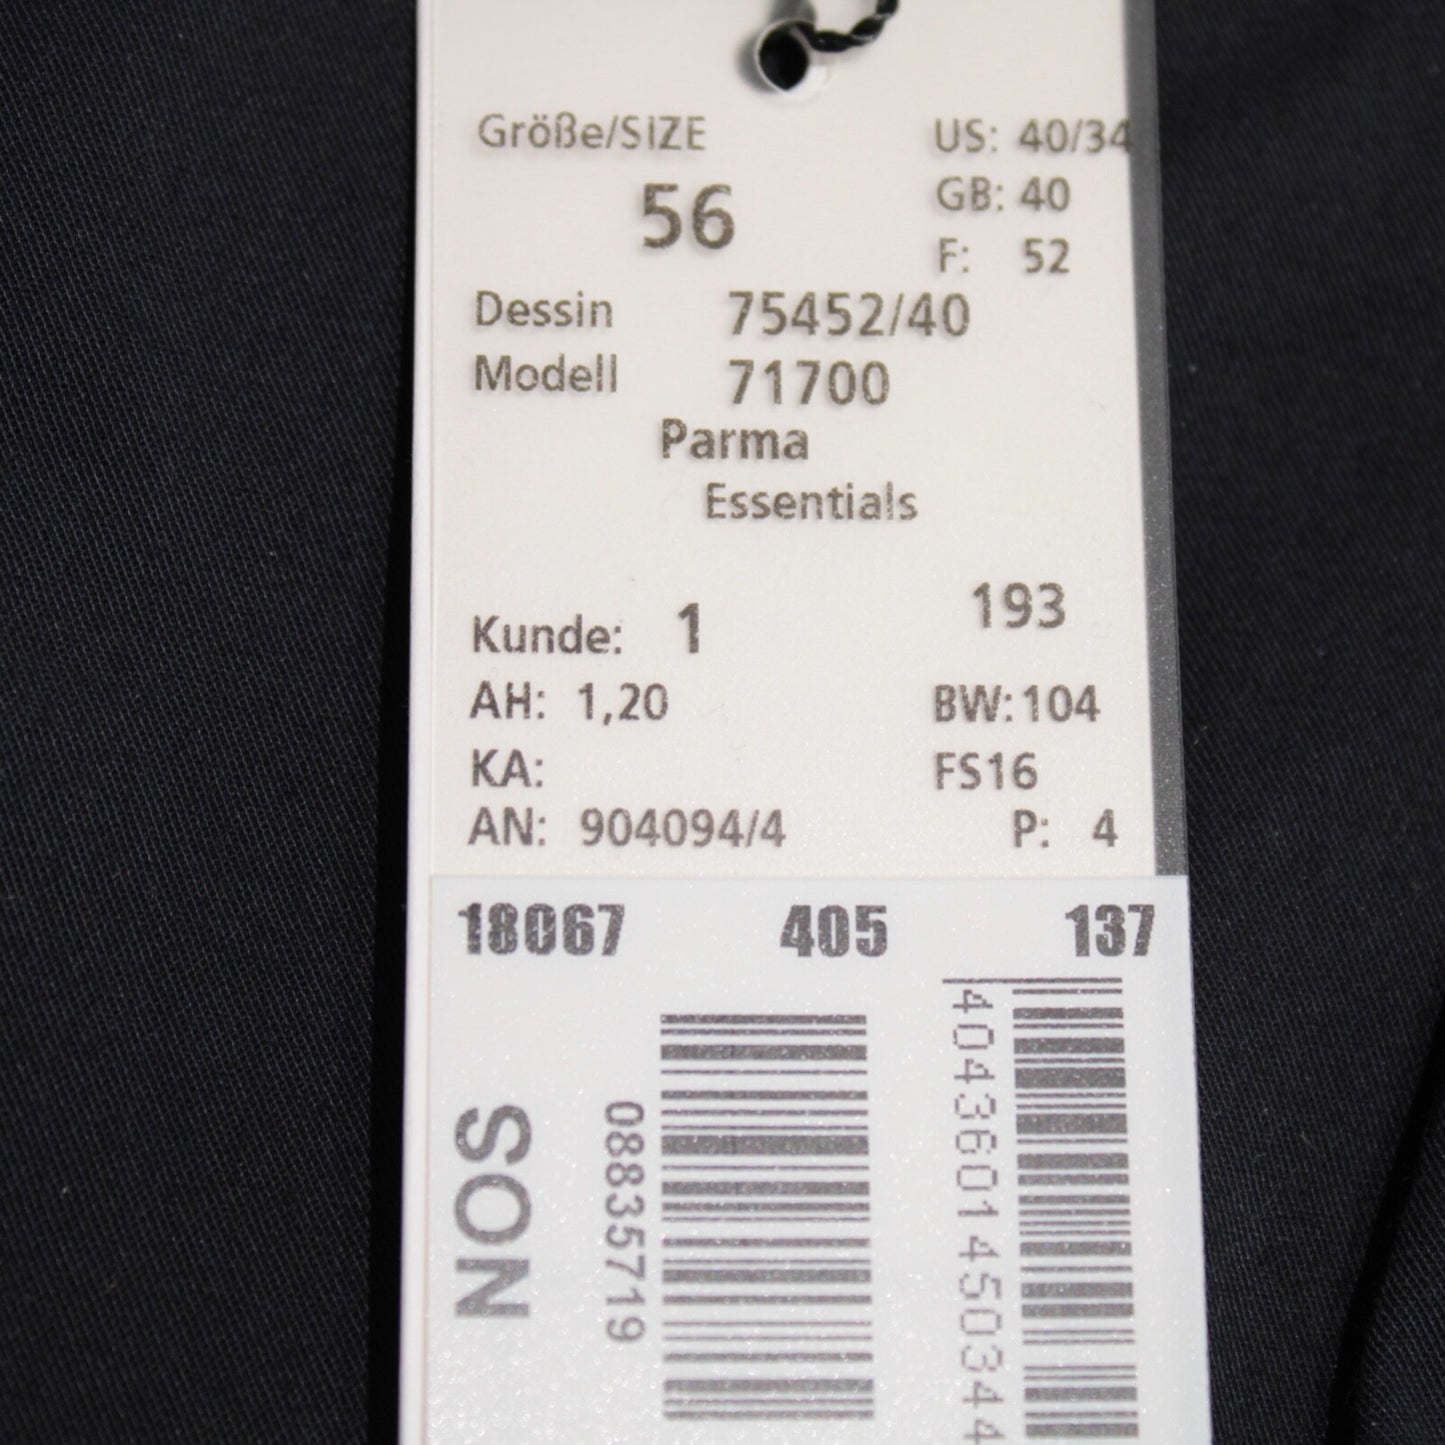 Größe/SIZE US: 40/34
56 GB: 40
F: 52
Dessin 75452/40
Modell 71700
Parma
Essentials
193
Kunde: 1
AH: 1,20 BW: 104
KA: FS16
AN: 904094/4 P: 4
18067 405 137
NOS
08835719
4043601450344